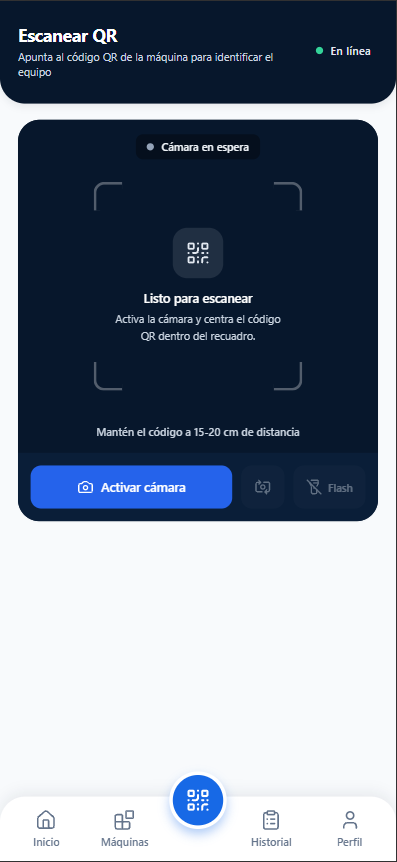 Escanear QR
Apunta al código QR de la máquina para identificar el
equipo
En línea
Cámara en espera
Listo para escanear
Activa la cámara y centra el código
QR dentro del recuadro.
Mantén el código a 15-20 cm de distancia
Activar cámara
Flash
Inicio
Máquinas
Historial
Perfil